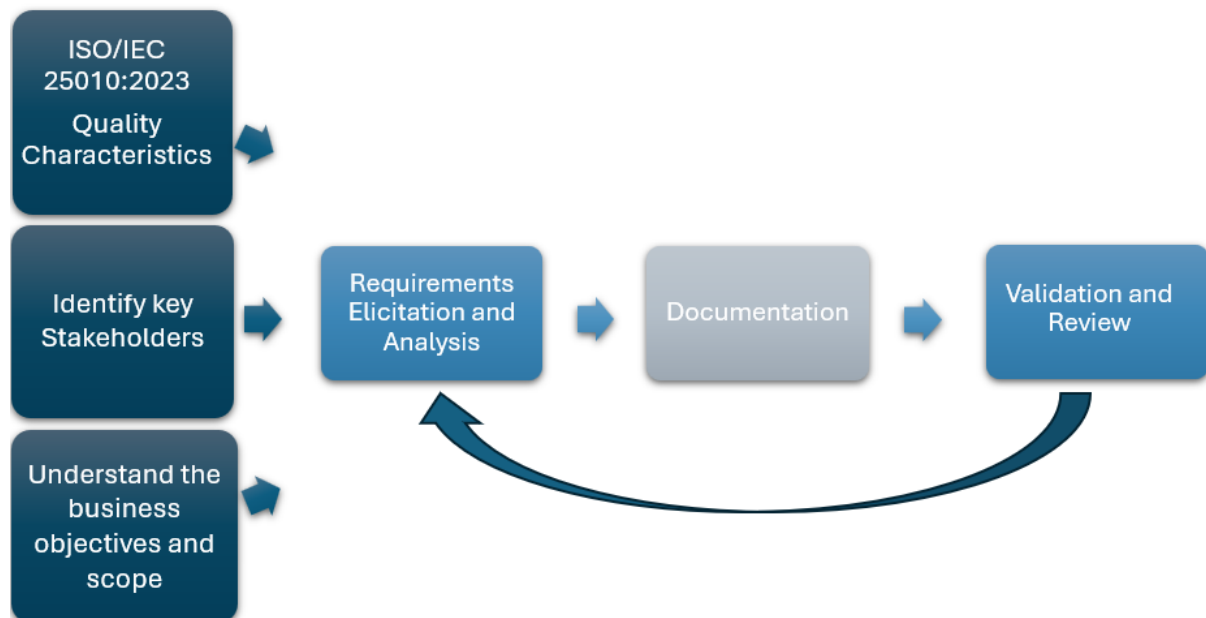 ISO/IEC
25010:2023
Quality
Characteristics
Identify key
Stakeholders
Understand the
business
objectives and
scope
Requirements
Elicitation and
Analysis
Documentation
Validation and
Review